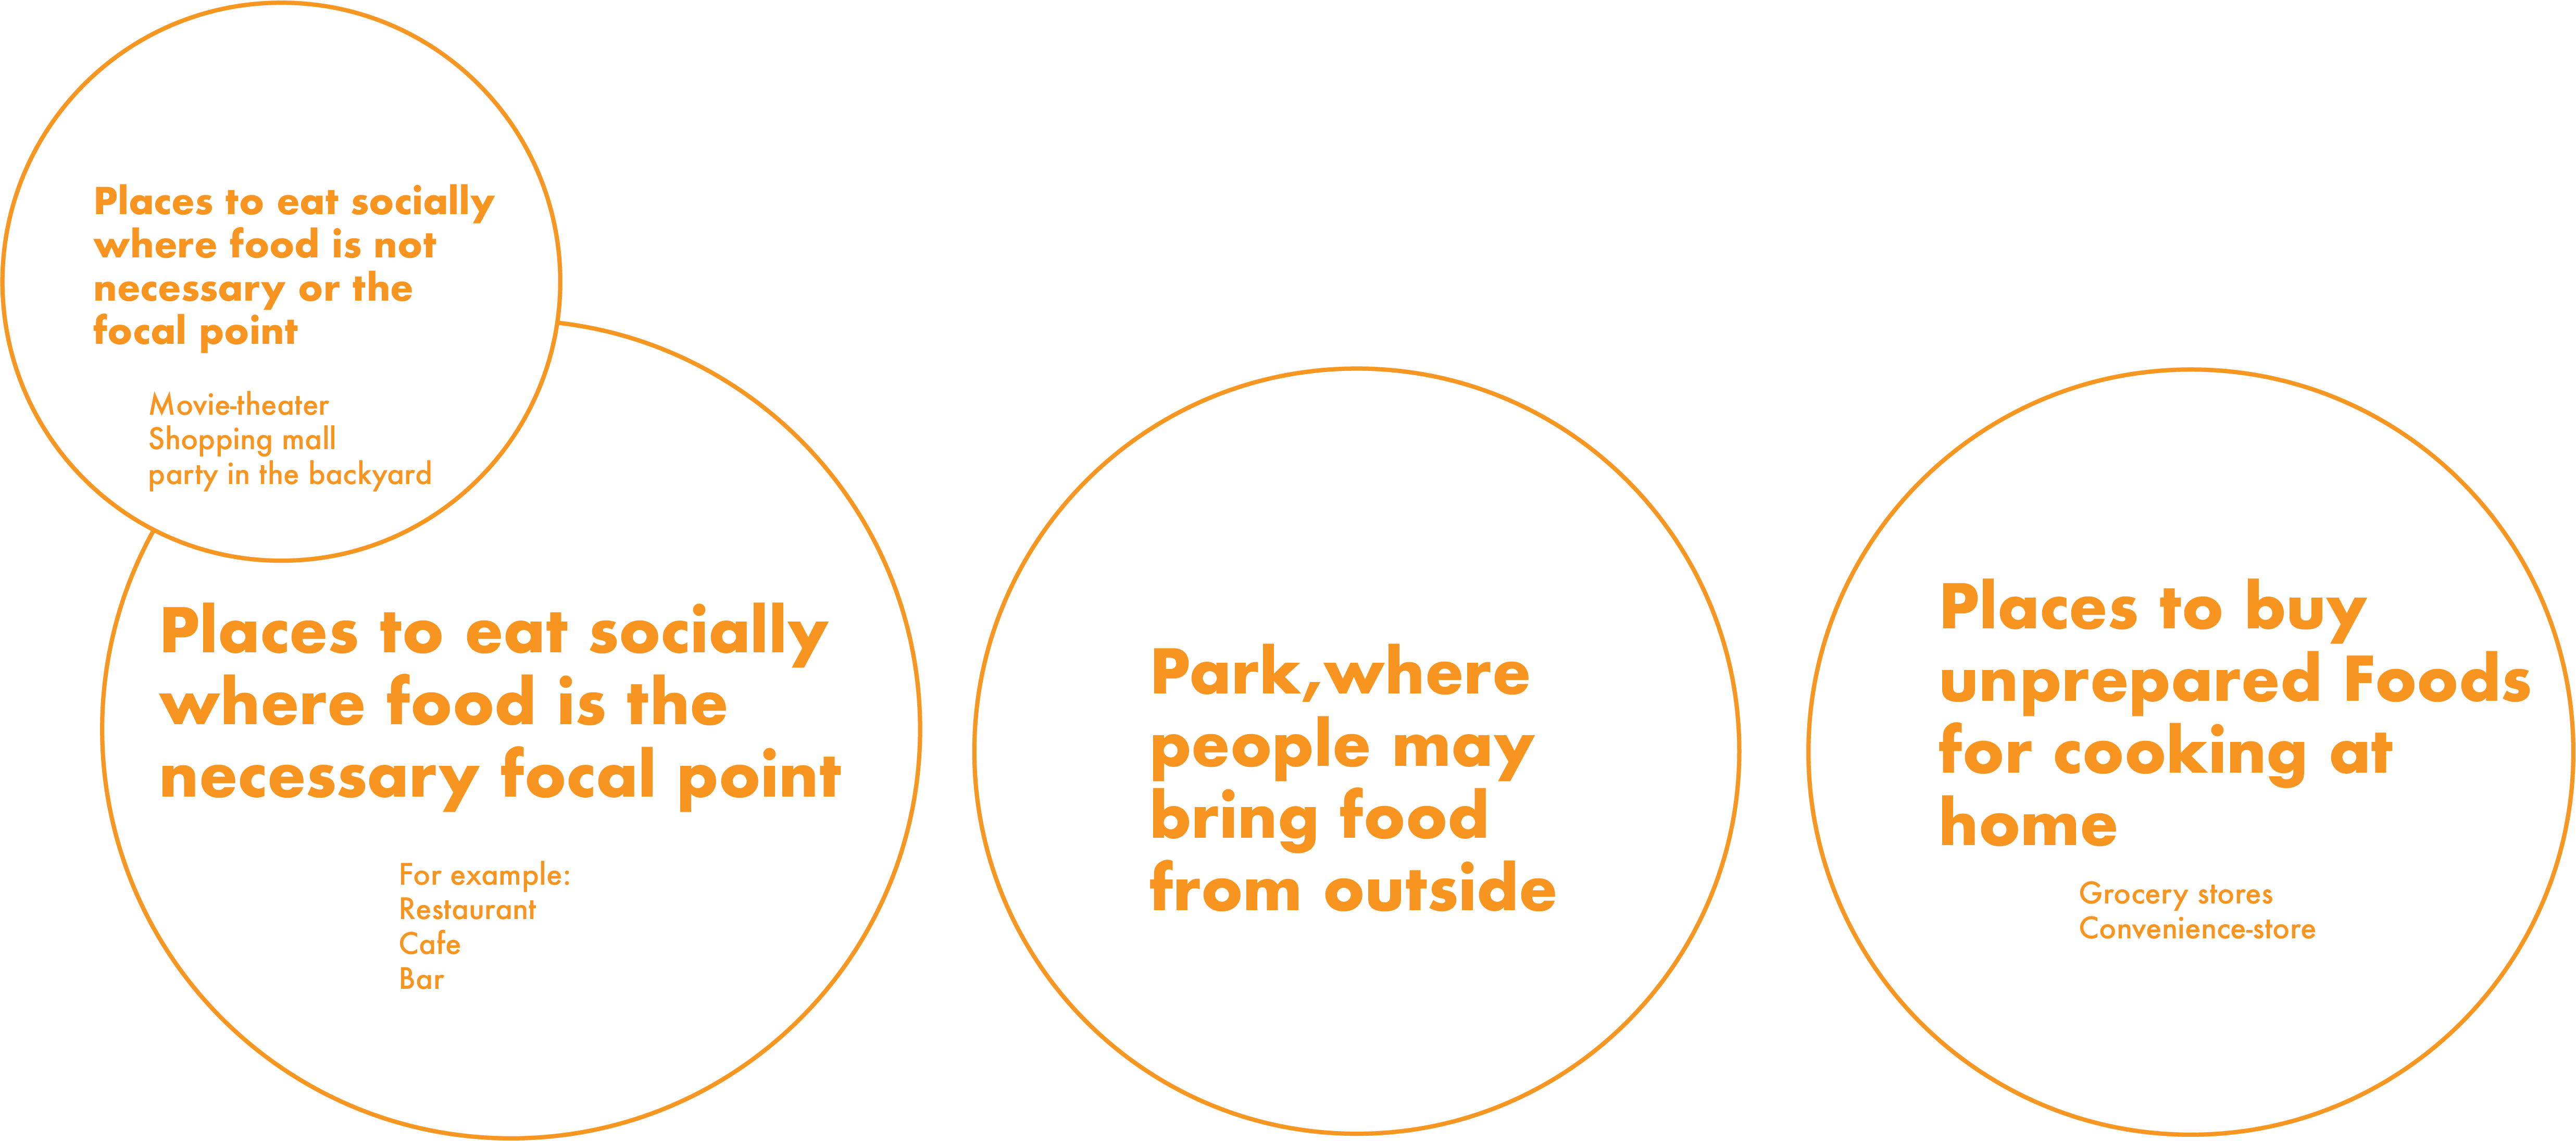 Places to eat socially
where food is not
necessary or the
focal point
Movie-theater
Shopping mall
party in the backyard
Places to eat socially
where food is the
necessary focal point
For example:
Restaurant
Cafe
Bar
Park,where
people may
bring food
from outside
Places to buy
unprepared Foods
for cooking at
home
Grocery stores
Convenience-store